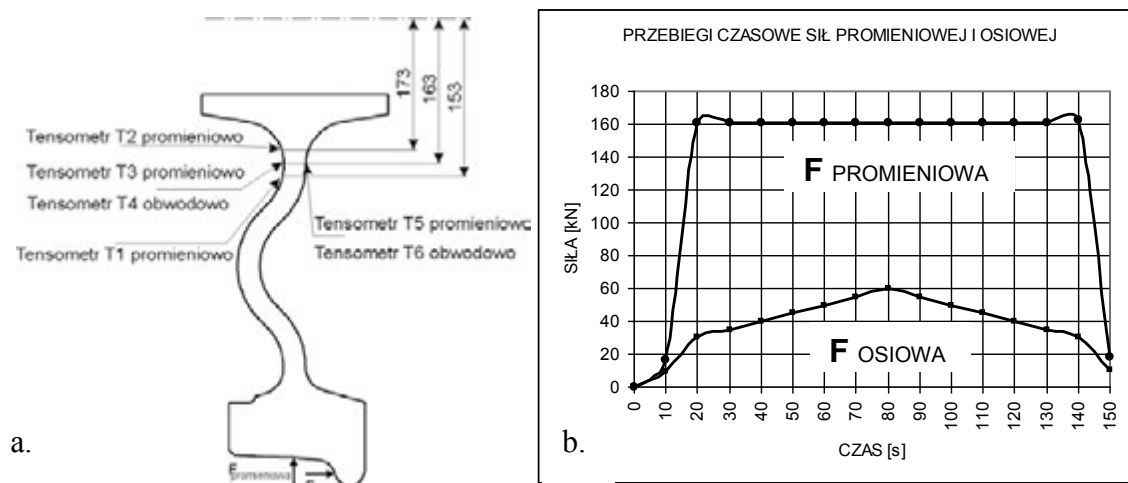 173
163
153
Tensometr T2 promieniowo
Tensometr T3 promieniowo
Tensometr T4 obwodowo
Tensometr T1 promieniowo
Tensometr T5 promieniowo
Tensometr T6 obwodowo
Fpromieniowa
a.
PRZEBIEGI CZASOWE SIŁ PROMIENIOWEJ I OSIOWEJ
SIŁA [kN]
180
160
140
120
100
80
60
40
20
0
F PROMIENIOWA
F OSIOWA
0 10 20 30 40 50 60 70 80 90 100 110 120 130 140 150
CZAS [s]
b.